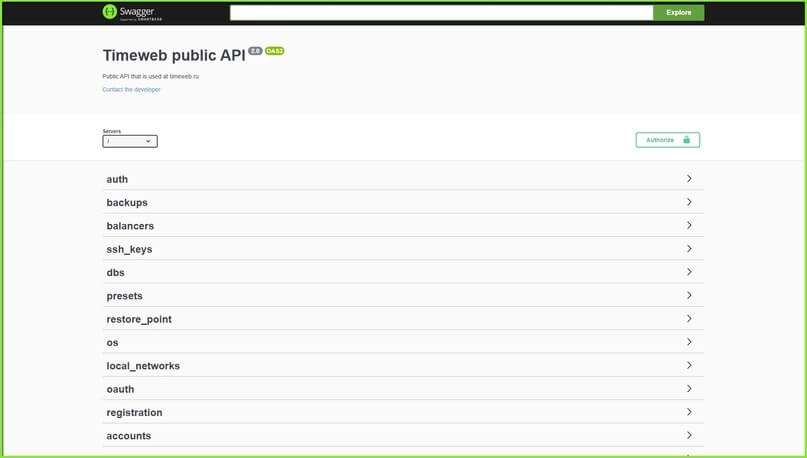 Swagger
Supported by SMARTBEAR
Explore
Timeweb public API 2.0 OAS3
Public API that is used at timeweb.ru
Contact the developer
Servers
/
Authorize
auth
backups
balancers
ssh_keys
dbs
presets
restore_point
os
local_networks
oauth
registration
accounts